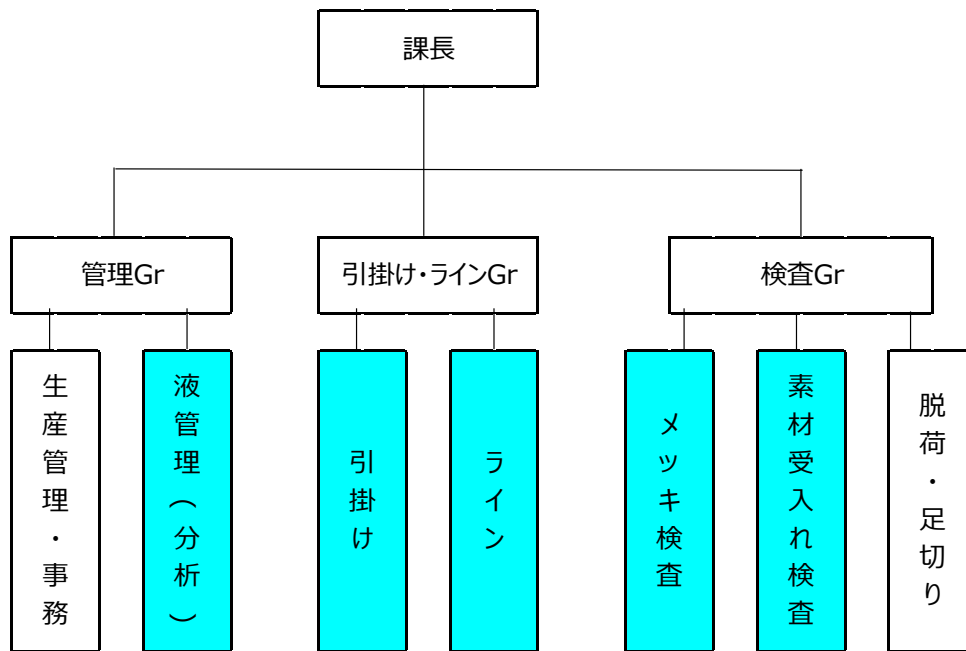 課長
管理Gr
引掛け・ラインGr
検査Gr
生産管理・事務
液管理(分析)
引掛け
ライン
メッキ検査
素材受入れ検査
脱荷・足切り